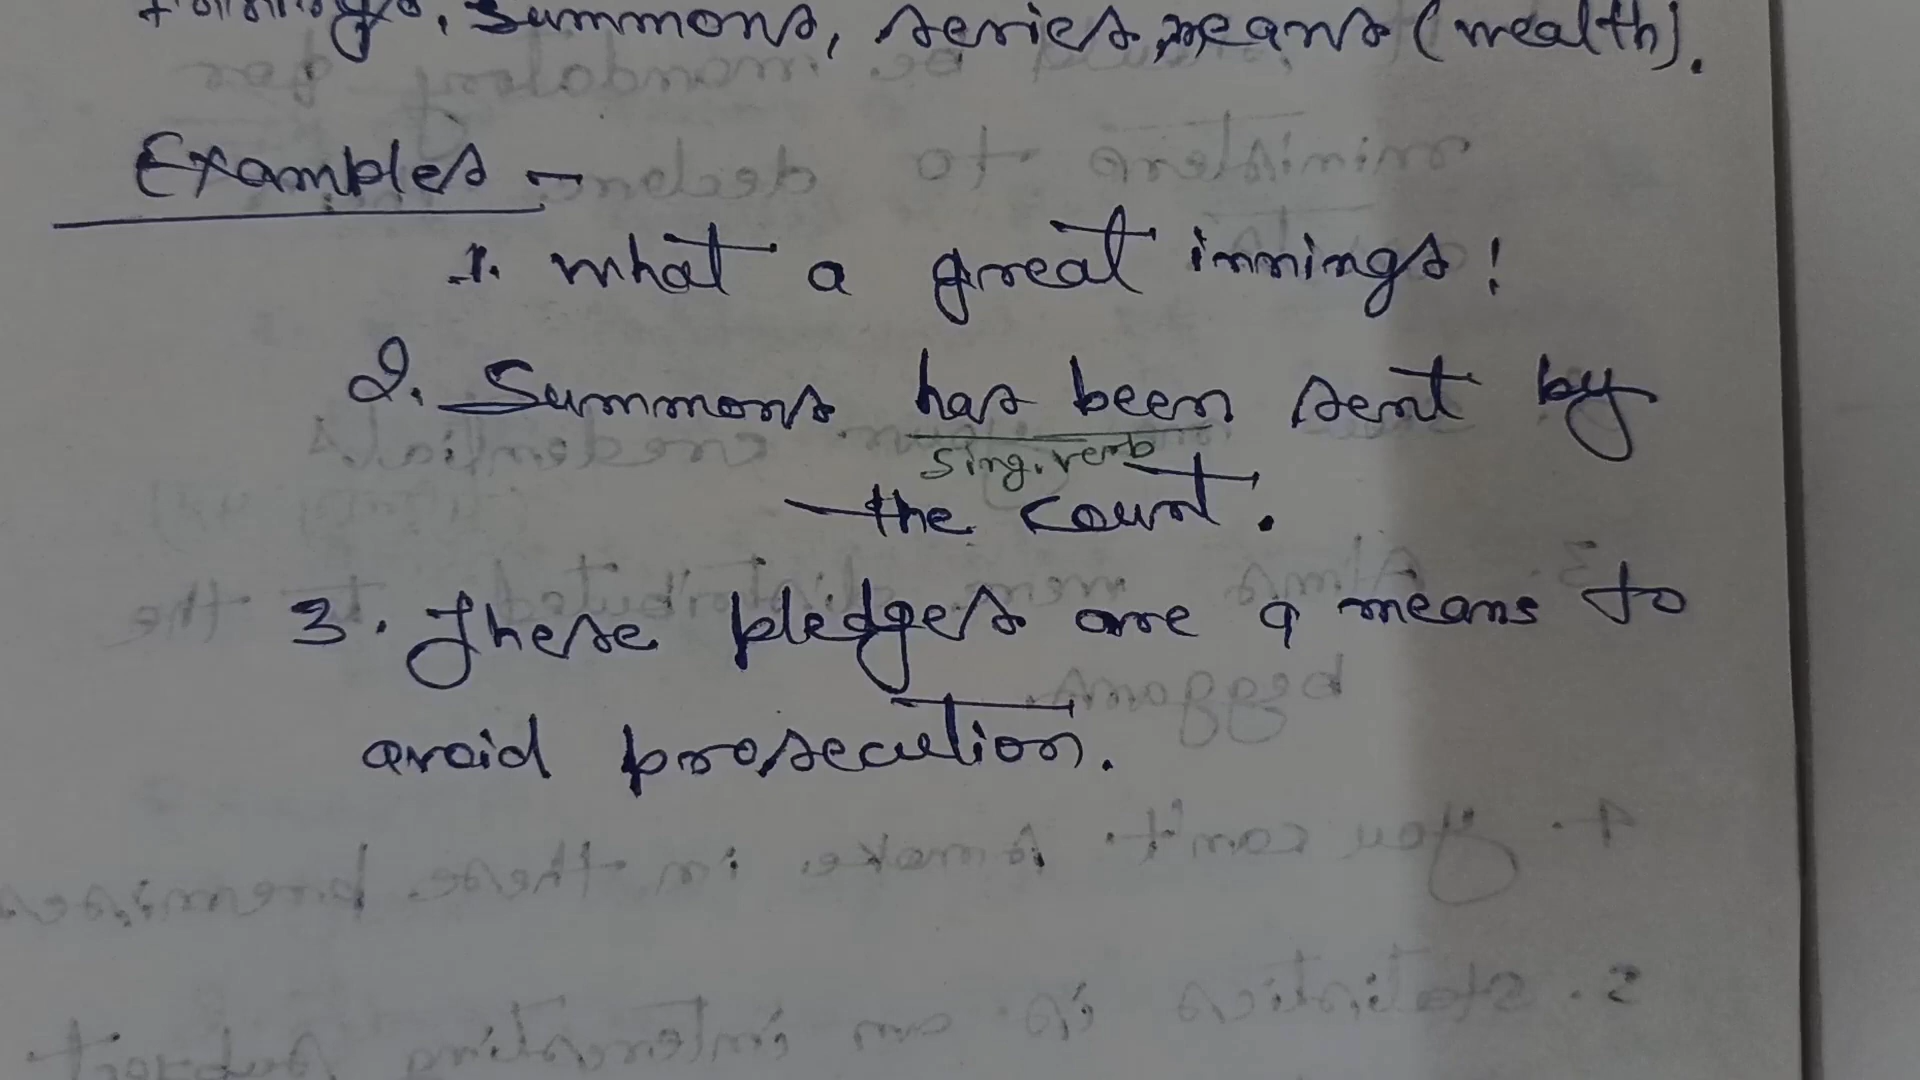 innings, summons, series, means (wealth).
Examples -
1. What a great innings!
2. Summons has been sent by
sing. verb
the court.
3. These pledges are a means to
avoid prosecution.